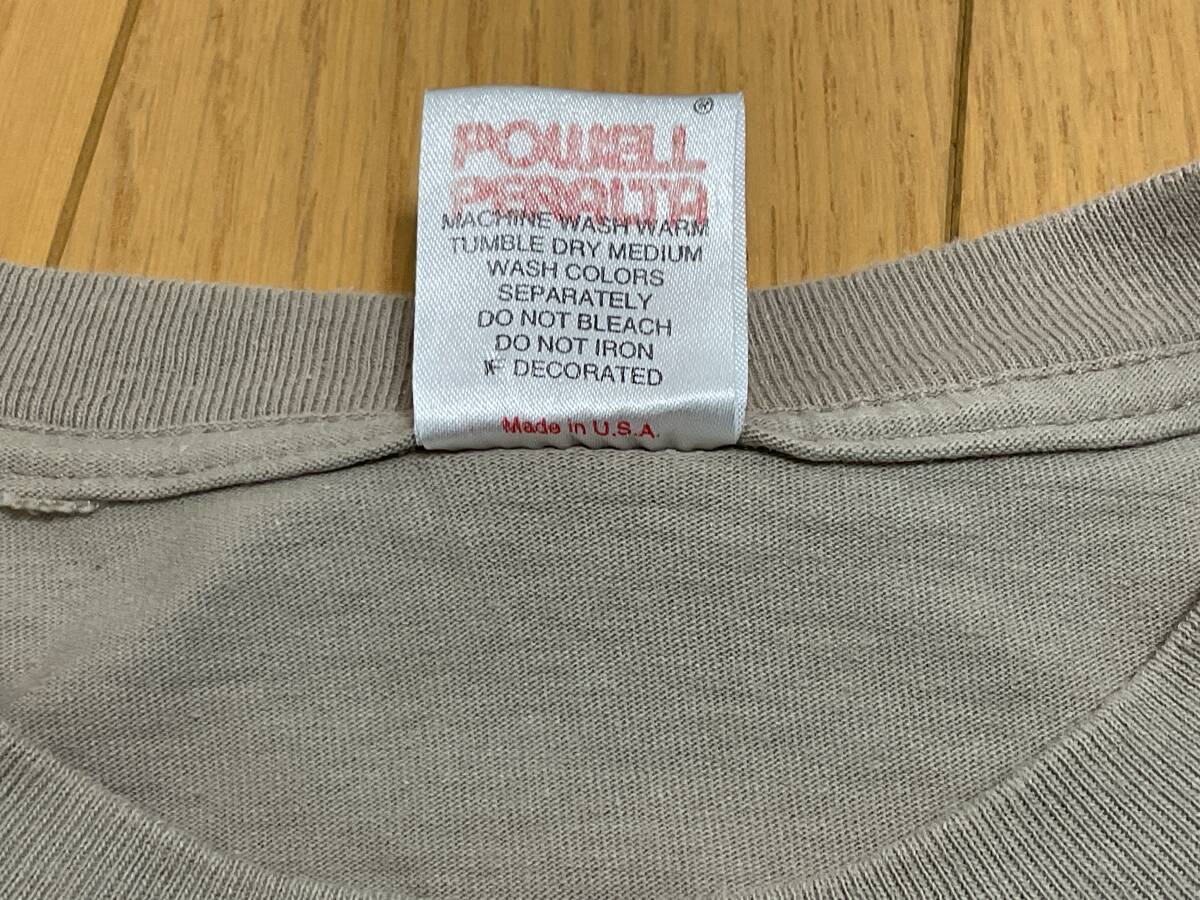 ®
POWELL
PERALTA
MACHINE WASH WARM
TUMBLE DRY MEDIUM
WASH COLORS
SEPARATELY
DO NOT BLEACH
DO NOT IRON
IF DECORATED
Made in U.S.A.